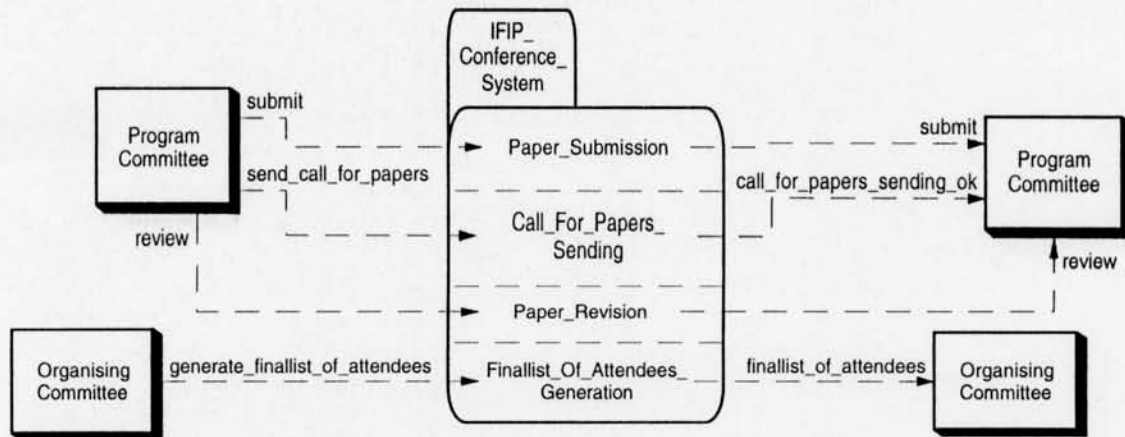 IFIP_
Conference_
System
submit
Program
Committee
Paper_Submission
submit
Program
Committee
send_call_for_papers
call_for_papers_sending_ok
Call_For_Papers_
Sending
review
review
Paper_Revision
Organising
Committee
generate_finallist_of_attendees
Finallist_Of_Attendees_
Generation
finallist_of_attendees
Organising
Committee